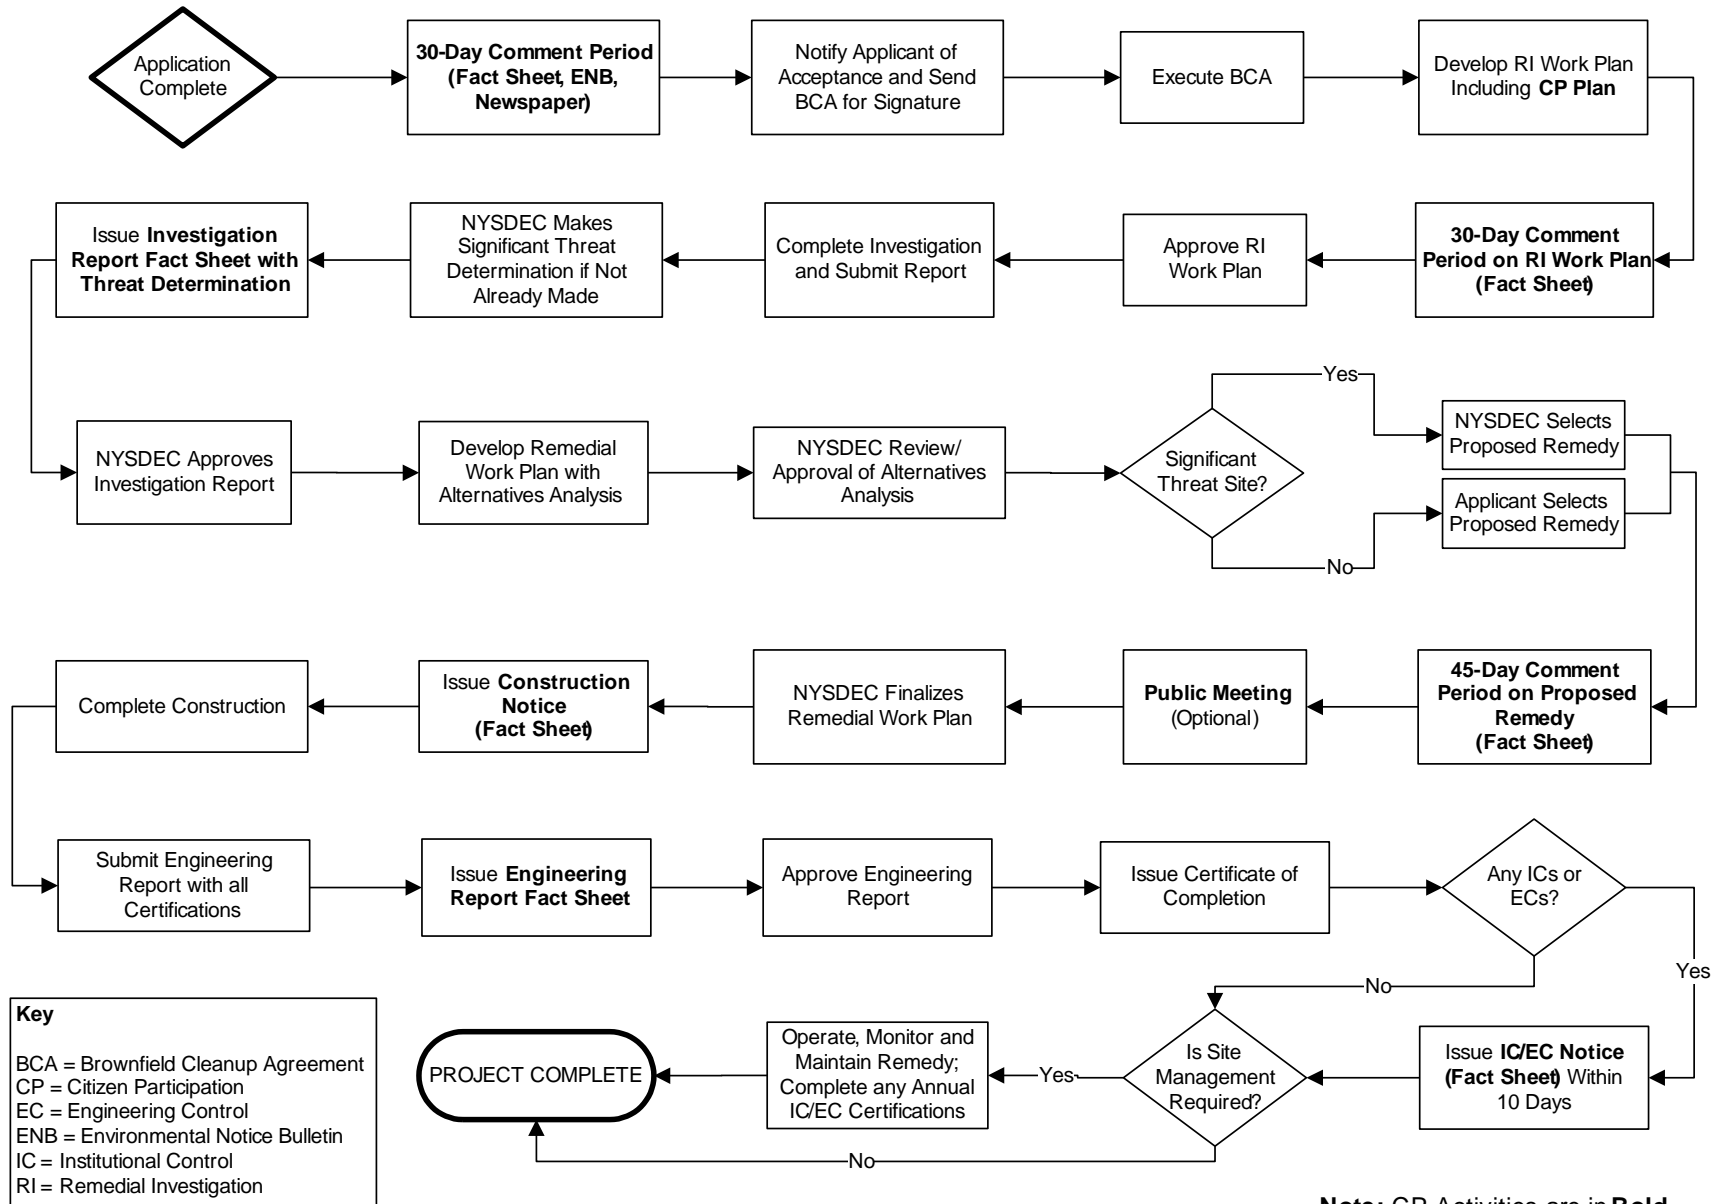 Application
Complete
30-Day Comment Period
(Fact Sheet, ENB,
Newspaper)
Notify Applicant of
Acceptance and Send
BCA for Signature
Execute BCA
Develop RI Work Plan
Including CP Plan
30-Day Comment
Period on RI Work Plan
(Fact Sheet)
Approve RI
Work Plan
Complete Investigation
and Submit Report
NYSDEC Makes
Significant Threat
Determination if Not
Already Made
Issue Investigation
Report Fact Sheet with
Threat Determination
NYSDEC Approves
Investigation Report
Develop Remedial
Work Plan with
Alternatives Analysis
NYSDEC Review/
Approval of Alternatives
Analysis
Significant
Threat Site?
Yes
No
NYSDEC Selects
Proposed Remedy
Applicant Selects
Proposed Remedy
45-Day Comment
Period on Proposed
Remedy
(Fact Sheet)
Public Meeting
(Optional)
NYSDEC Finalizes
Remedial Work Plan
Issue Construction
Notice
(Fact Sheet)
Complete Construction
Submit Engineering
Report with all
Certifications
Issue Engineering
Report Fact Sheet
Approve Engineering
Report
Issue Certificate of
Completion
Any ICs or
ECs?
Yes
No
Issue IC/EC Notice
(Fact Sheet) Within
10 Days
Is Site
Management
Required?
Yes
No
Operate, Monitor and
Maintain Remedy;
Complete any Annual
IC/EC Certifications
PROJECT COMPLETE
Key
BCA = Brownfield Cleanup Agreement
CP = Citizen Participation
EC = Engineering Control
ENB = Environmental Notice Bulletin
IC = Institutional Control
RI = Remedial Investigation
Note: CP Activities are in Bold